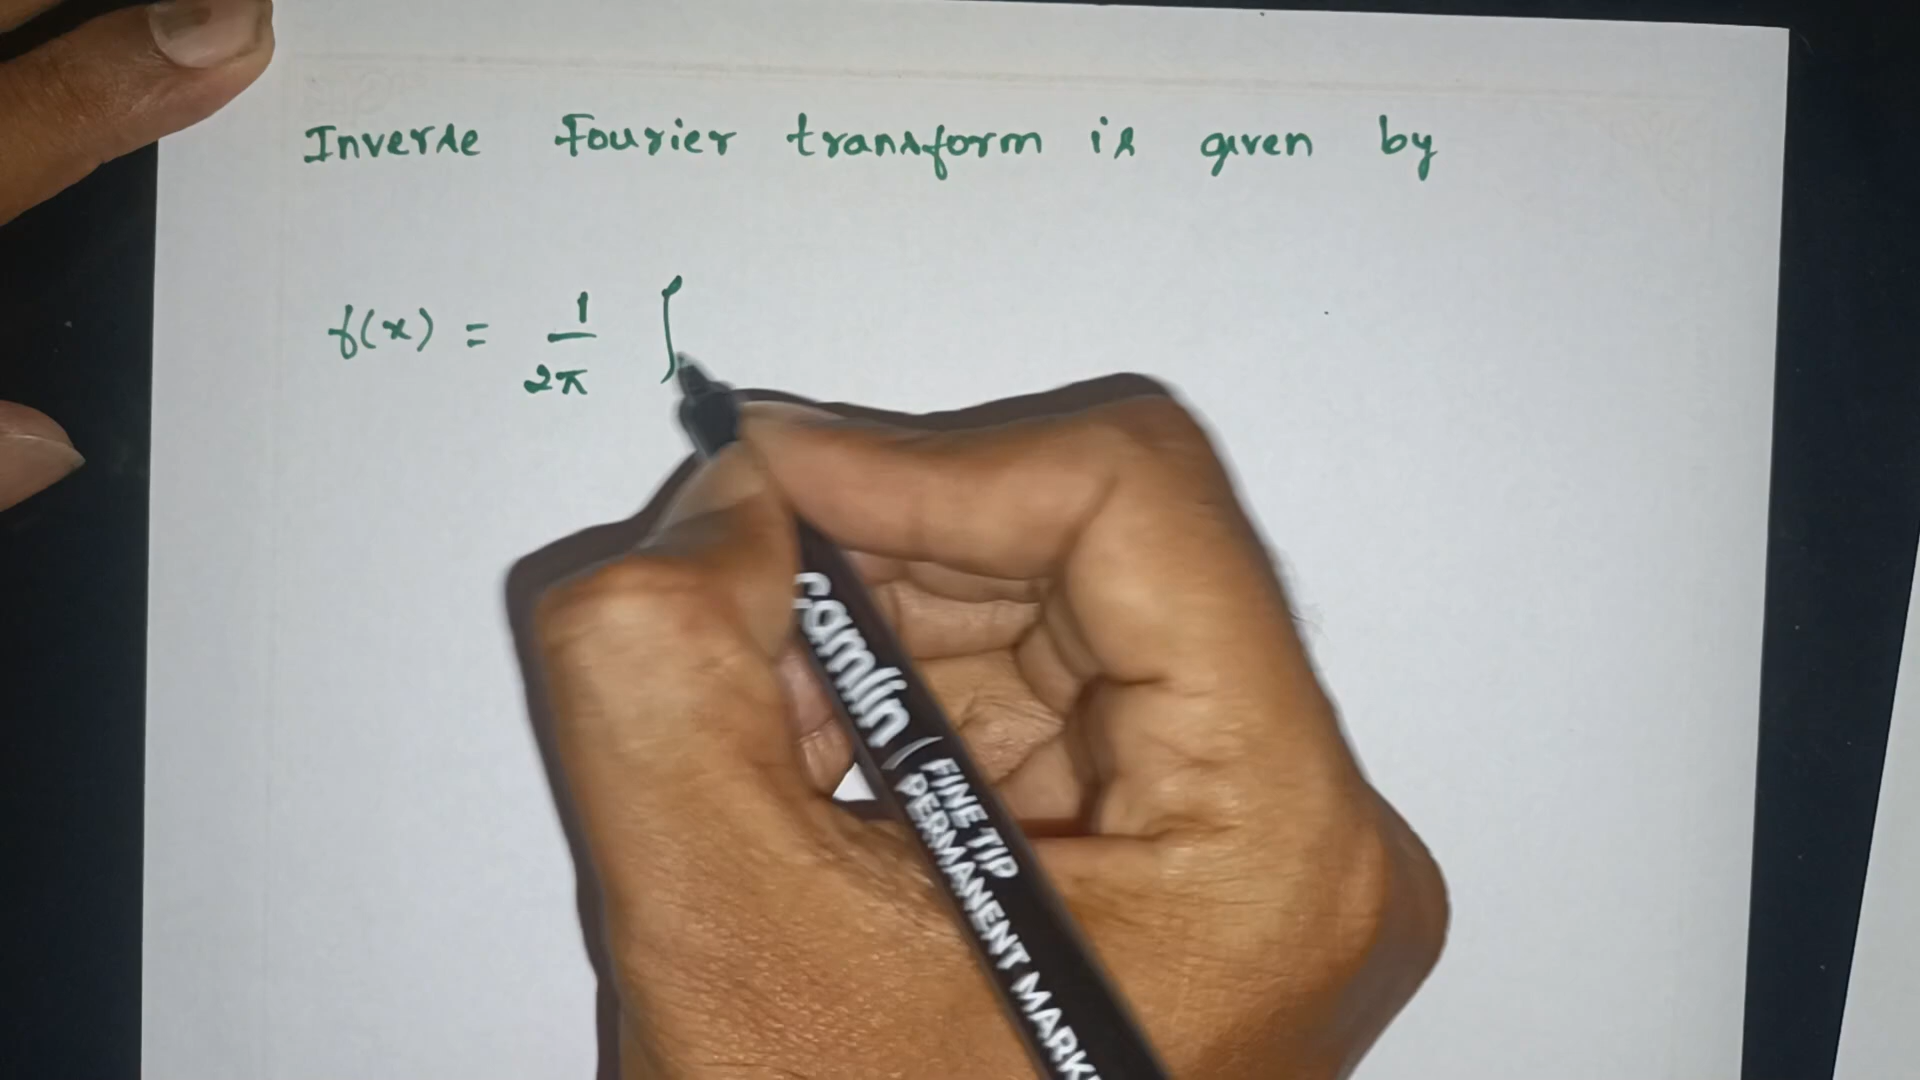 Inverse Fourier transform is given by
f(x) = 1/2π ∫
camlin
FINE TIP
PERMANENT MARK